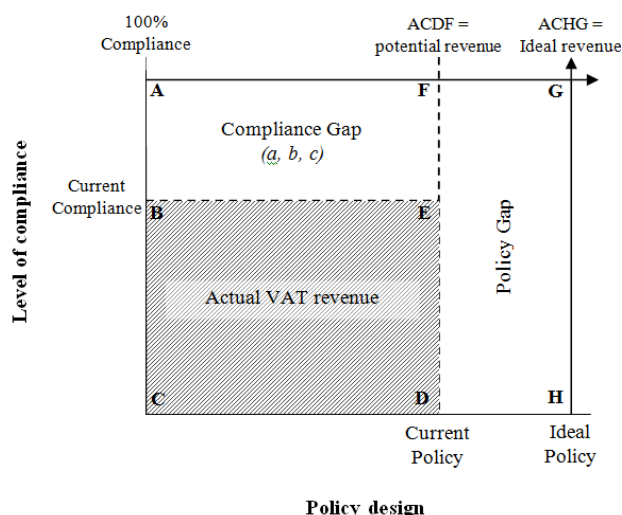 100%
Compliance
ACDF =
potential revenue
ACHG =
Ideal revenue
A
F
G
Compliance Gap
(a, b, c)
Current
Compliance
B
E
Level of compliance
Policy Gap
Actual VAT revenue
C
D
H
Current
Policy
Ideal
Policy
Policy design